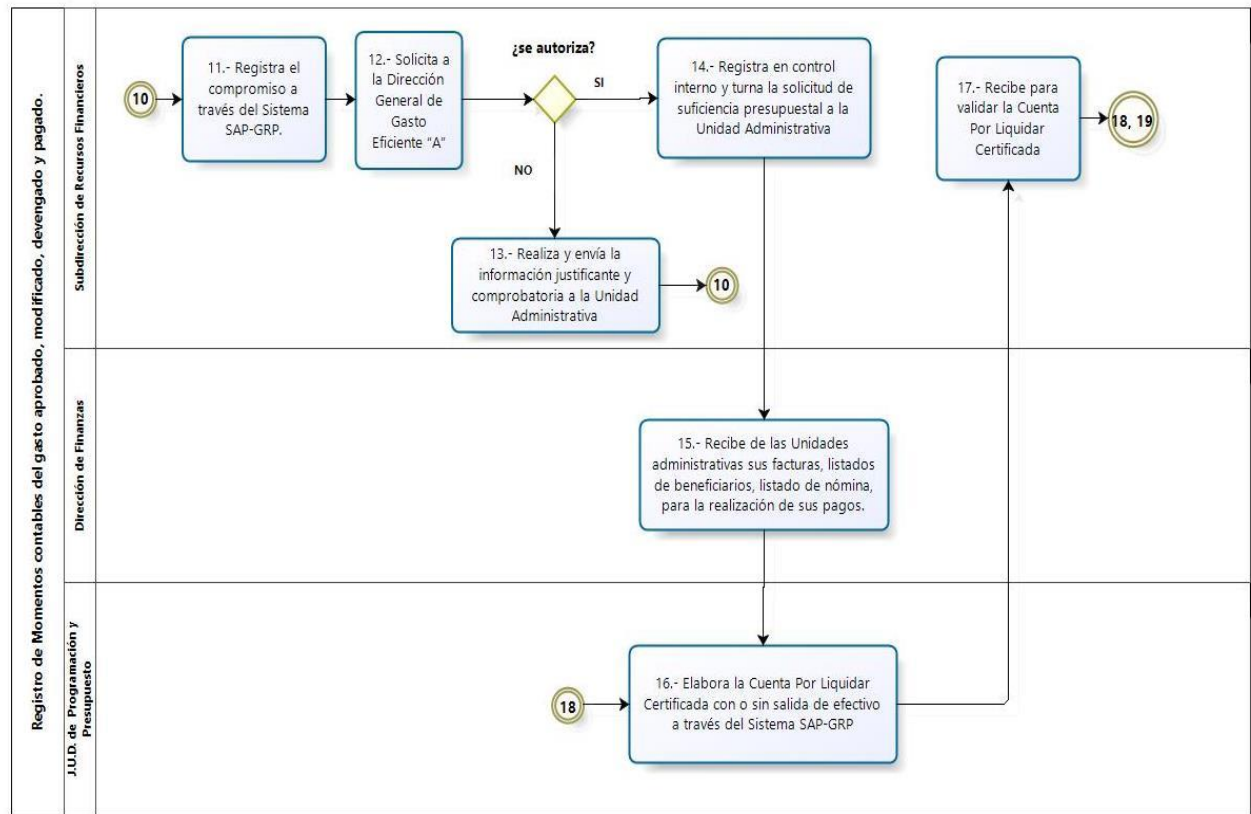 Registro de Momentos contables del gasto aprobado, modificado, devengado y pagado.
Subdirección de Recursos Financieros
10
11.- Registra el
compromiso a
través del Sistema
SAP-GRP.
12.- Solicita a
la Dirección
General de
Gasto
Eficiente "A"
¿se autoriza?
SI
NO
14.- Registra en control
interno y turna la solicitud de
suficiencia presupuestal a la
Unidad Administrativa
17.- Recibe para
validar la Cuenta
Por Liquidar
Certificada
18, 19
13.- Realiza y envía la
información justificante y
comprobatoria a la Unidad
Administrativa
10
Dirección de Finanzas
15.- Recibe de las Unidades
administrativas sus facturas, listados
de beneficiarios, listado de nómina,
para la realización de sus pagos.
J.U.D. de Programación y
Presupuesto
18
16.- Elabora la Cuenta Por Liquidar
Certificada con o sin salida de efectivo
a través del Sistema SAP-GRP